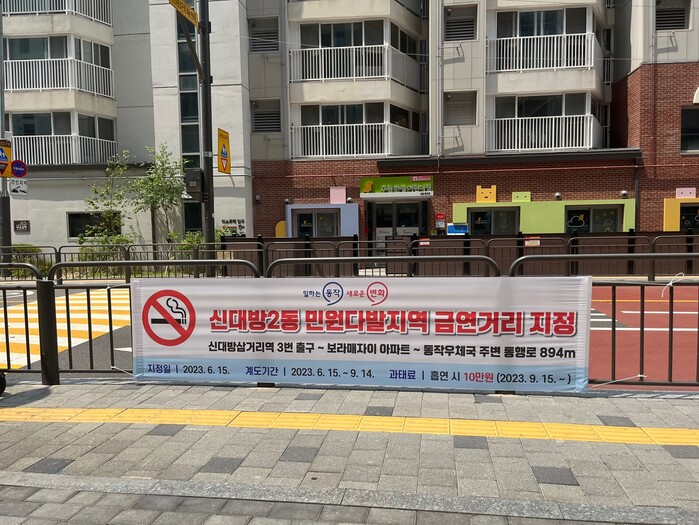 일하는 동작 새로운 변화
신대방2동 민원다발지역 금연거리 지정
신대방삼거리역 3번 출구 ~ 보라매자이 아파트 ~ 동작우체국 주변 통행로 894m
지정일 | 2023. 6. 15. 계도기간 | 2023. 6. 15. ~ 9. 14. 과태료 | 흡연 시 10만원 (2023. 9. 15. ~ )